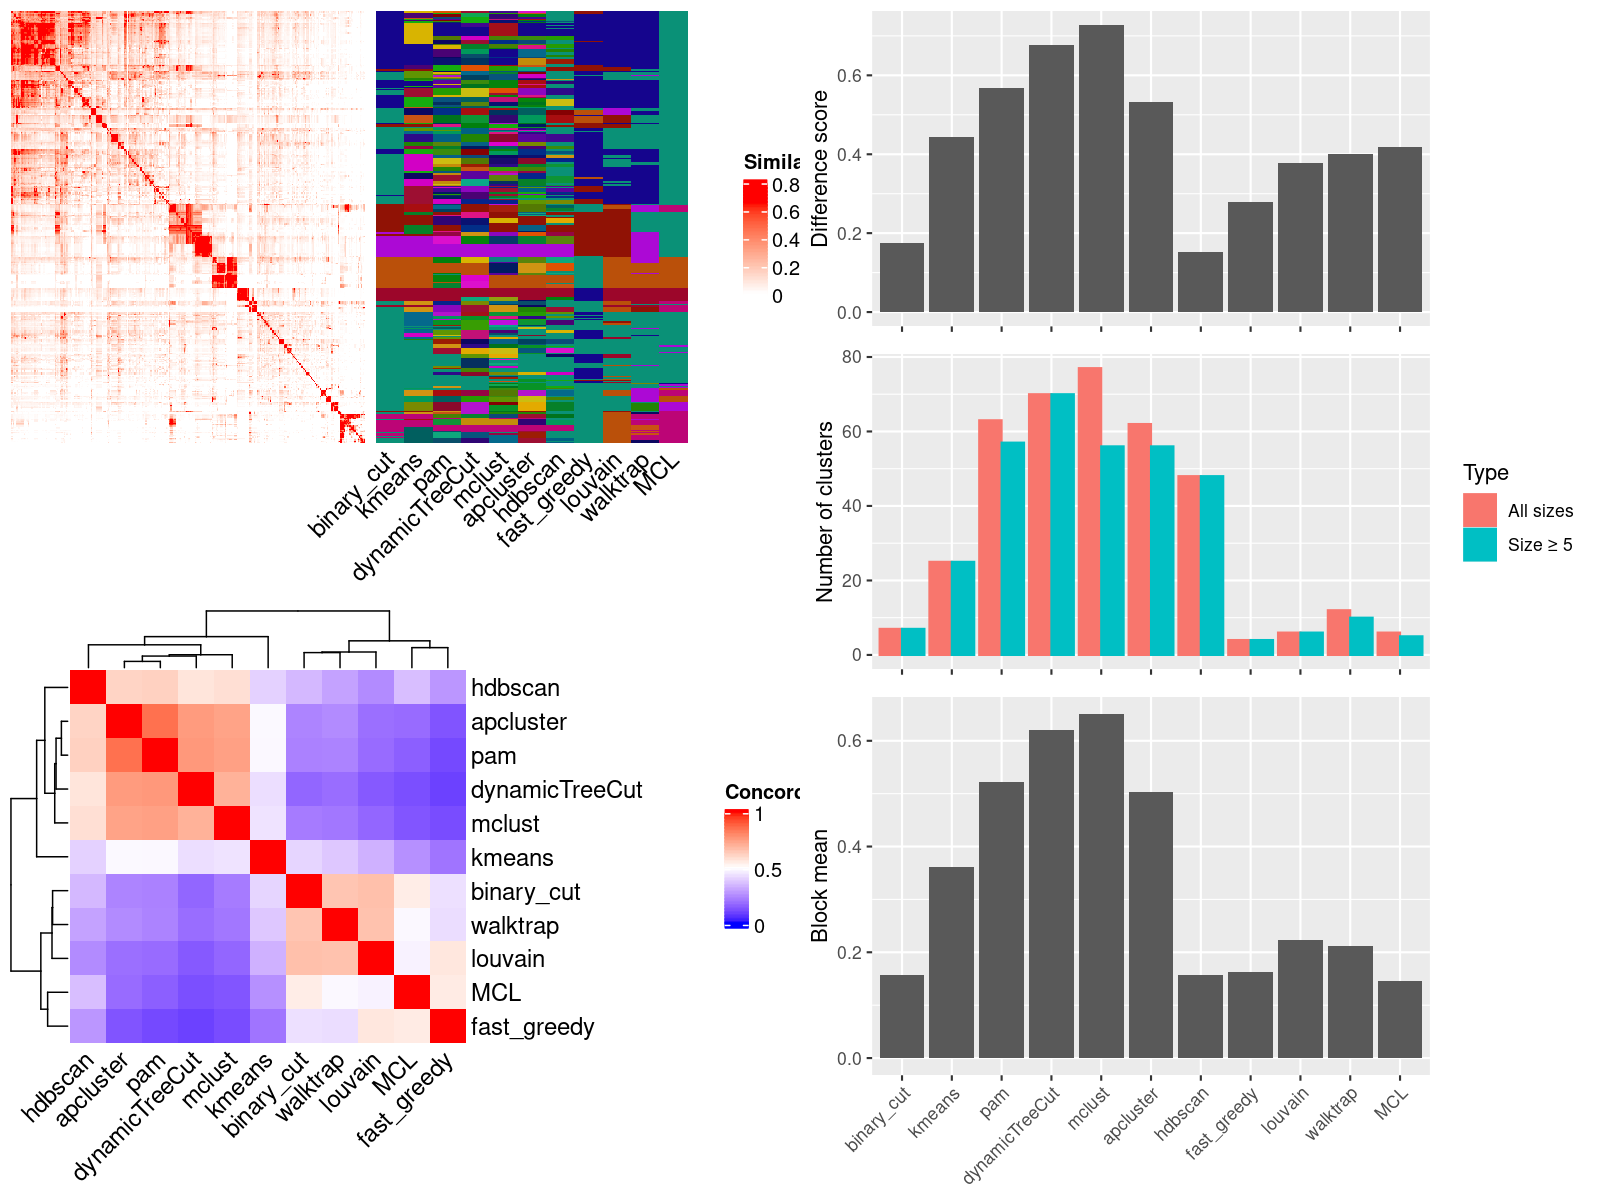 Simila
0.8
0.6
0.4
0.2
0
binary_cut
kmeans
pam
dynamicTreeCut
mclust
apcluster
hdbscan
fast_greedy
louvain
walktrap
MCL
hdbscan
apcluster
pam
dynamicTreeCut
mclust
kmeans
binary_cut
walktrap
louvain
MCL
fast_greedy
hdbscan
apcluster
pam
dynamicTreeCut
mclust
kmeans
binary_cut
walktrap
louvain
MCL
fast_greedy
Concord
1
0.5
0
Difference score
0.6
0.4
0.2
0.0
Number of clusters
80
60
40
20
0
Type
All sizes
Size ≥ 5
Block mean
0.6
0.4
0.2
0.0
binary_cut
kmeans
pam
dynamicTreeCut
mclust
apcluster
hdbscan
fast_greedy
louvain
walktrap
MCL